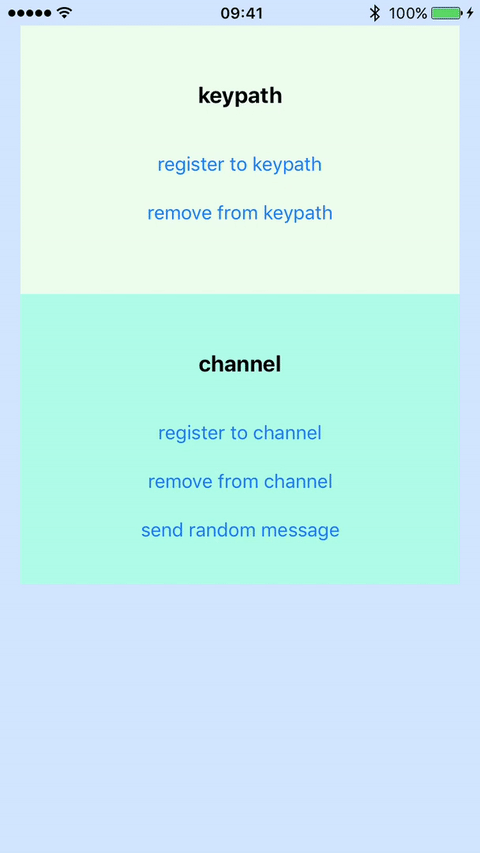 09:41 100%
keypath
register to keypath
remove from keypath
channel
register to channel
remove from channel
send random message